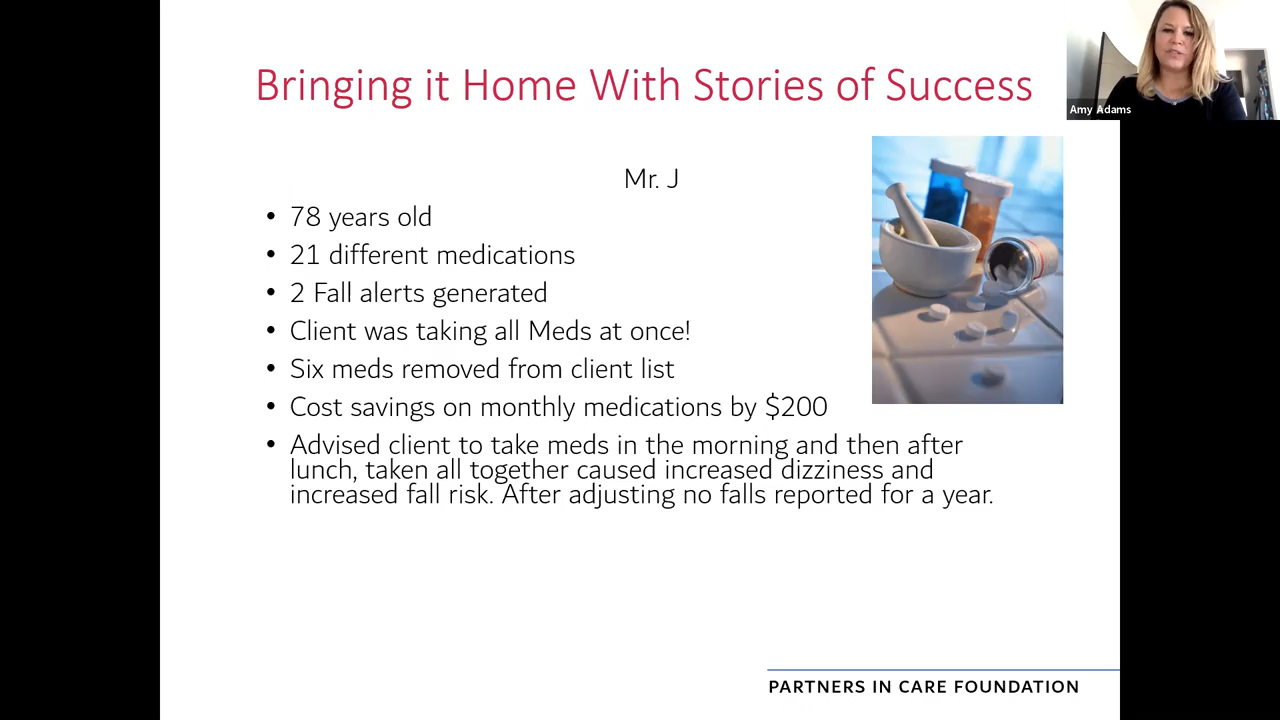 Bringing it Home With Stories of Success
Amy Adams
Mr. J
• 78 years old
• 21 different medications
• 2 Fall alerts generated
• Client was taking all Meds at once!
• Six meds removed from client list
• Cost savings on monthly medications by $200
• Advised client to take meds in the morning and then after
lunch, taken all together caused increased dizziness and
increased fall risk. After adjusting no falls reported for a year.
PARTNERS IN CARE FOUNDATION